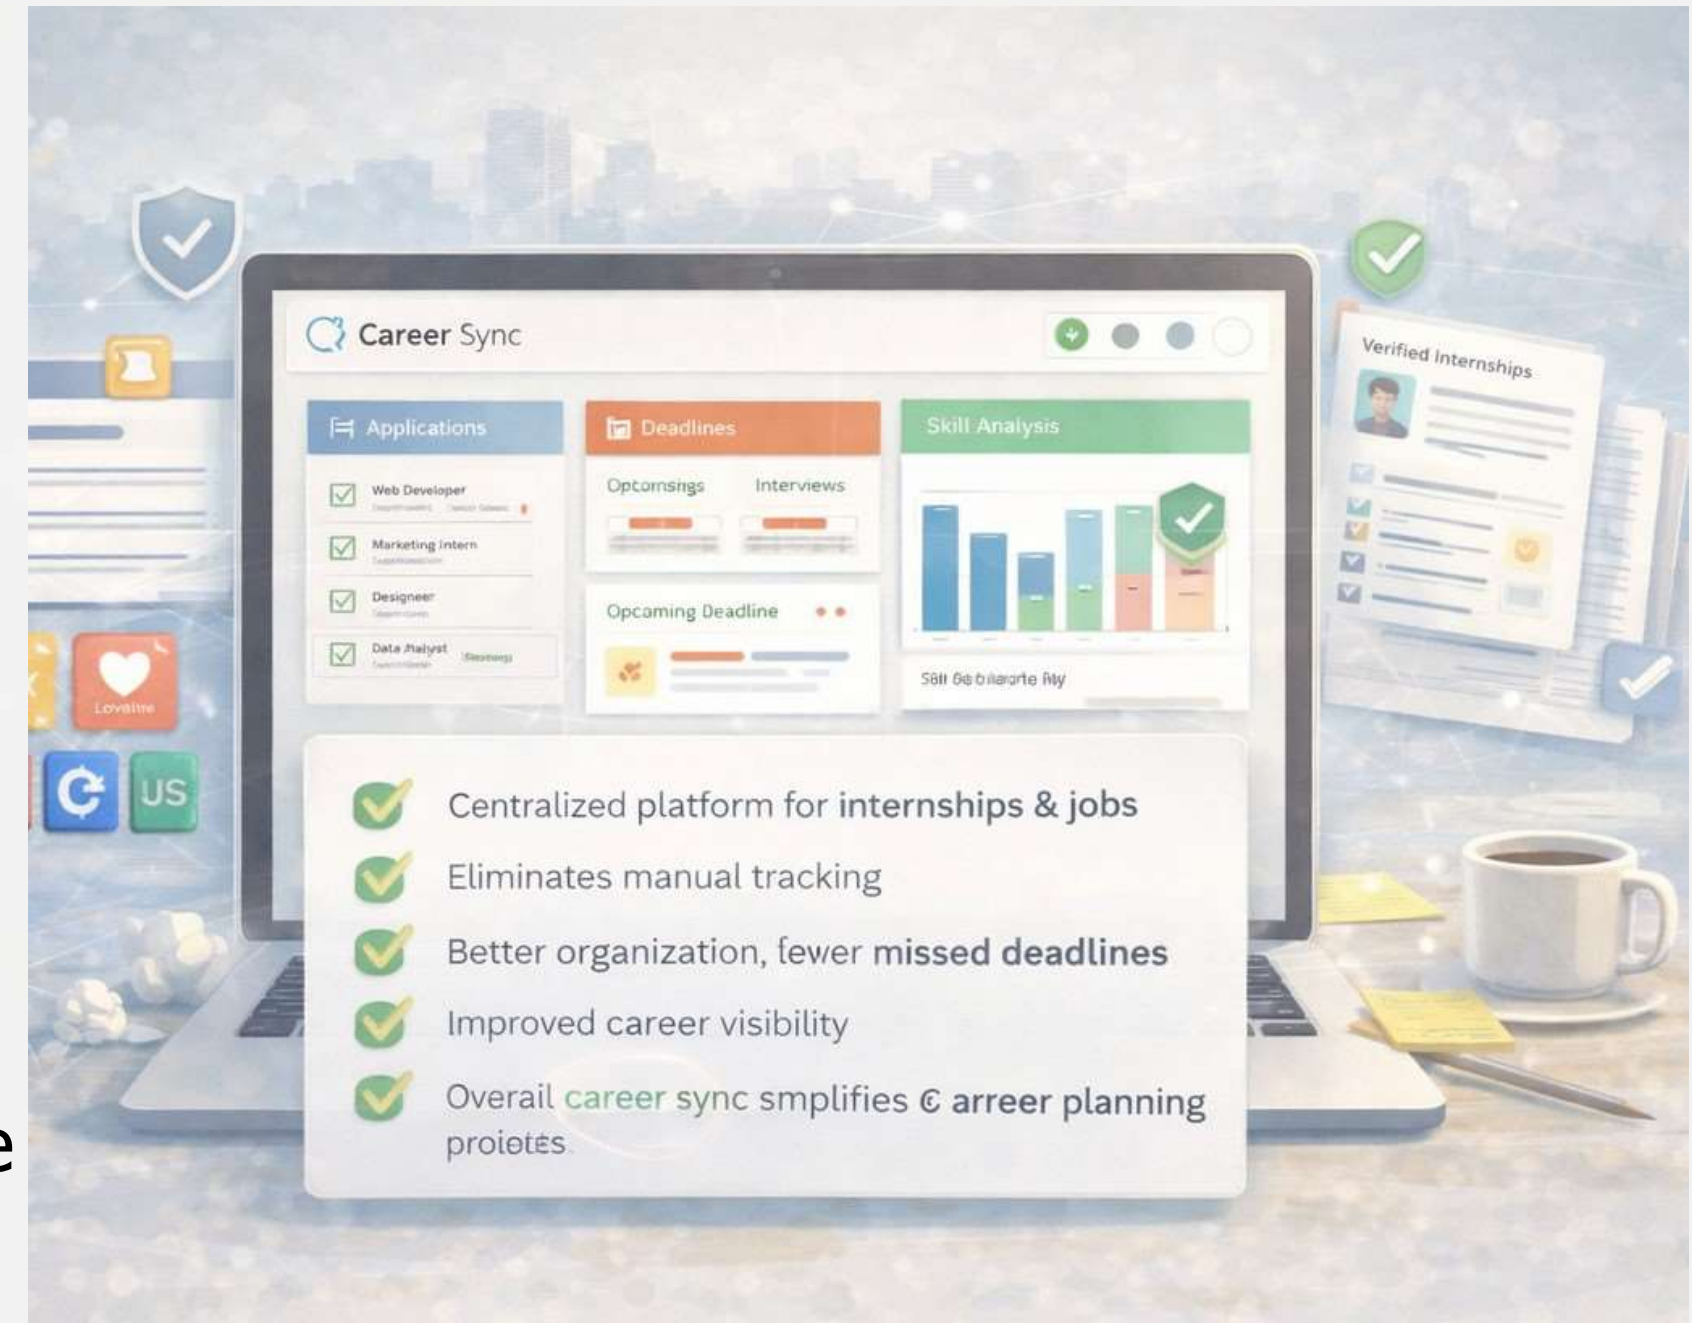 Career Sync
Applications
Web Developer
Marketing Intern
Designeer
Data Analyst
Deadlines
Optcomsings Interviews
Opcaming Deadline
Skill Analysis
Verified Internships
Lovaline
US
Centralized platform for internships & jobs
Eliminates manual tracking
Better organization, fewer missed deadlines
Improved career visibility
Overail career sync smplifies C arreer planning
proiotes.
e